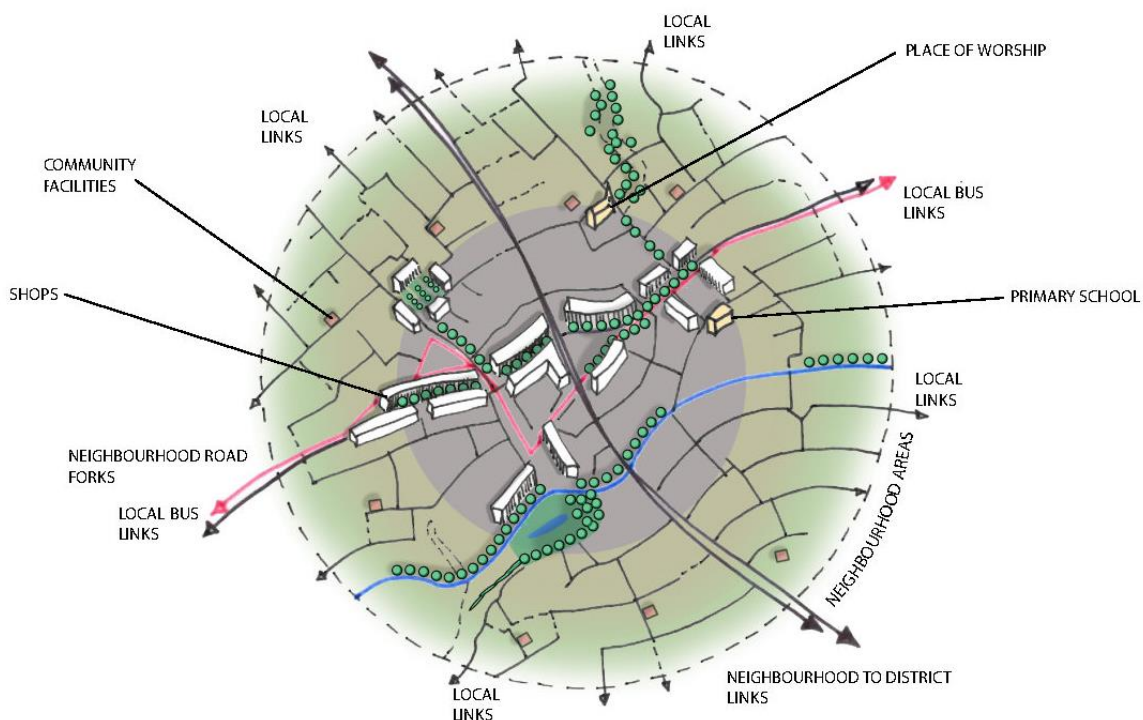 LOCAL
LINKS
PLACE OF WORSHIP
LOCAL
LINKS
COMMUNITY
FACILITIES
LOCAL BUS
LINKS
SHOPS
PRIMARY SCHOOL
LOCAL
LINKS
NEIGHBOURHOOD ROAD
FORKS
LOCAL BUS
LINKS
NEIGHBOURHOOD AREAS
NEIGHBOURHOOD TO DISTRICT
LINKS
LOCAL
LINKS